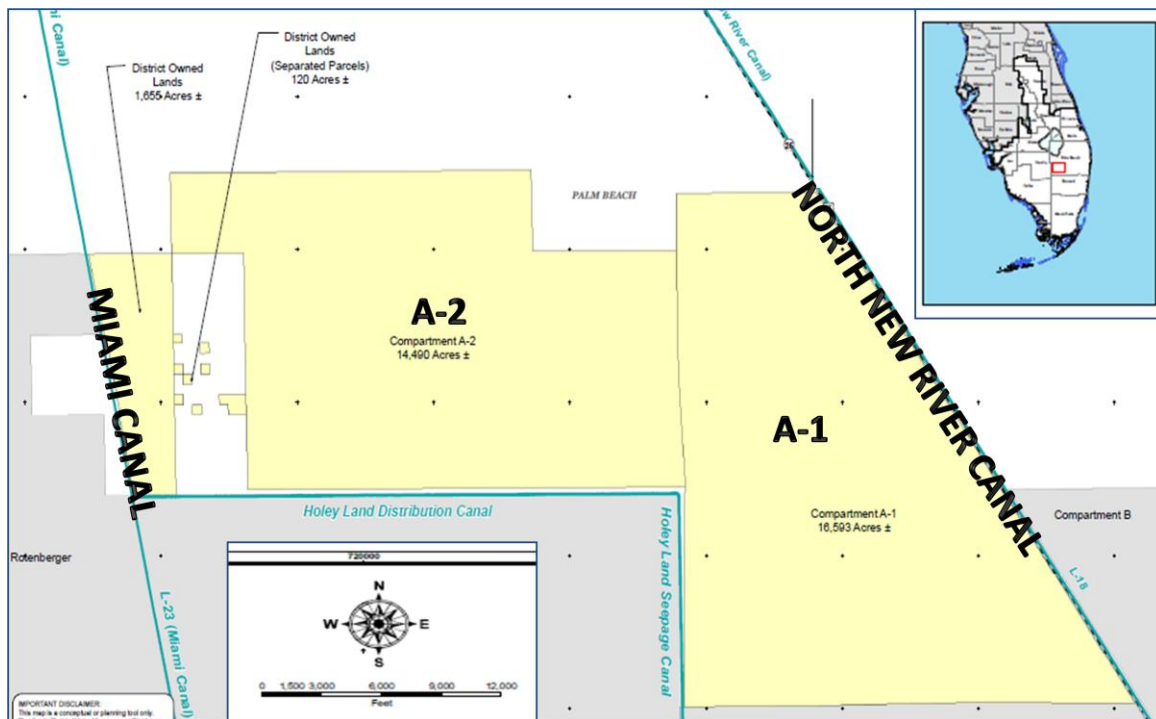 mi Canal)
District Owned
Lands
1,655 Acres ±
District Owned
Lands
(Separated Parcels)
120 Acres ±
River Canal)
PALM BEACH
A-2
Compartment A-2
14,490 Acres ±
A-1
Compartment A-1
16,593 Acres ±
MIAMI CANAL
NORTH NEW RIVER CANAL
Holey Land Distribution Canal
Holey Land Seepage Canal
Compartment B
L-18
Rotenberger
L-23 (Miami Canal)
720000
N
W
E
S
0 1,500 3,000 6,000 9,000 12,000
Feet
IMPORTANT DISCLAIMER:
This map is a conceptual or planning tool only.